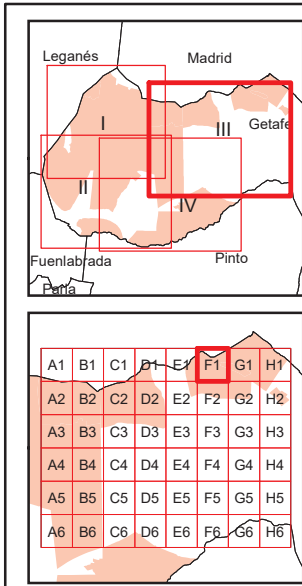 Leganés Madrid
I III
Getafe
II
IV
Fuenlabrada Pinto
Parla
A1 B1 C1 D1 E1 F1 G1 H1
A2 B2 C2 D2 E2 F2 G2 H2
A3 B3 C3 D3 E3 F3 G3 H3
A4 B4 C4 D4 E4 F4 G4 H4
A5 B5 C5 D5 E5 F5 G5 H5
A6 B6 C6 D6 E6 F6 G6 H6